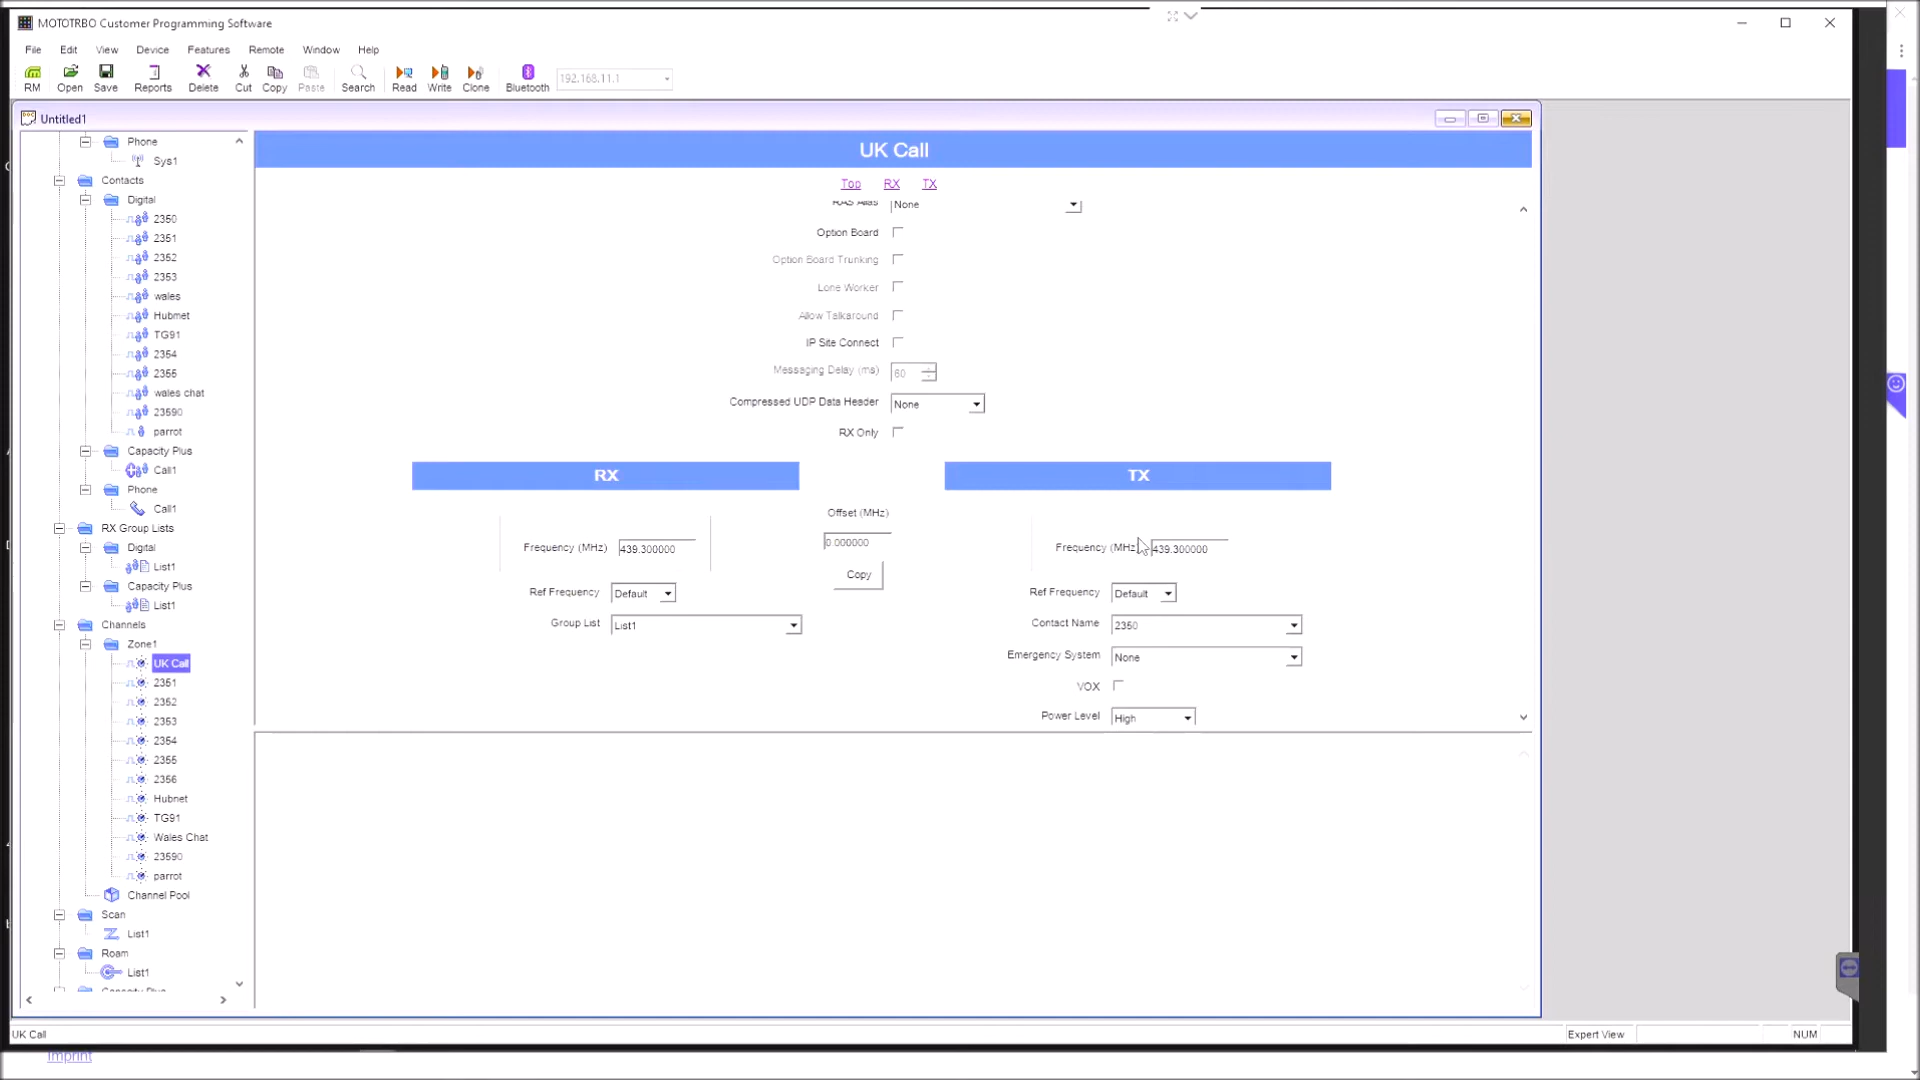 MOTOTRBO Customer Programming Software
File Edit View Device Features Remote Window Help
RM Open Save Reports Delete Cut Copy Paste Search Read Write Clone Bluetooth 192.168.11.1
Untitled1
Phone
Sys1
Contacts
Digital
2350
2351
2352
2353
wales
Hubmet
TG91
2354
2355
wales chat
23590
parrot
Capacity Plus
Call1
Phone
Call1
RX Group Lists
Digital
List1
Capacity Plus
List1
Channels
Zone1
UK Call
2351
2352
2353
2354
2355
2356
Hubnet
TG91
Wales Chat
23590
parrot
Channel Pool
Scan
List1
Roam
List1
Capacity Plus
UK Call
Top RX TX
RAS Alias None
Option Board
Option Board Trunking
Lone Worker
Allow Talkaround
IP Site Connect
Messaging Delay (ms) 60
Compressed UDP Data Header None
RX Only
RX
Frequency (MHz) 439.300000
Ref Frequency Default
Group List List1
Offset (MHz)
0.000000
Copy
TX
Frequency (MHz) 439.300000
Ref Frequency Default
Contact Name 2350
Emergency System None
VOX
Power Level High
UK Call Expert View NUM
Imprint